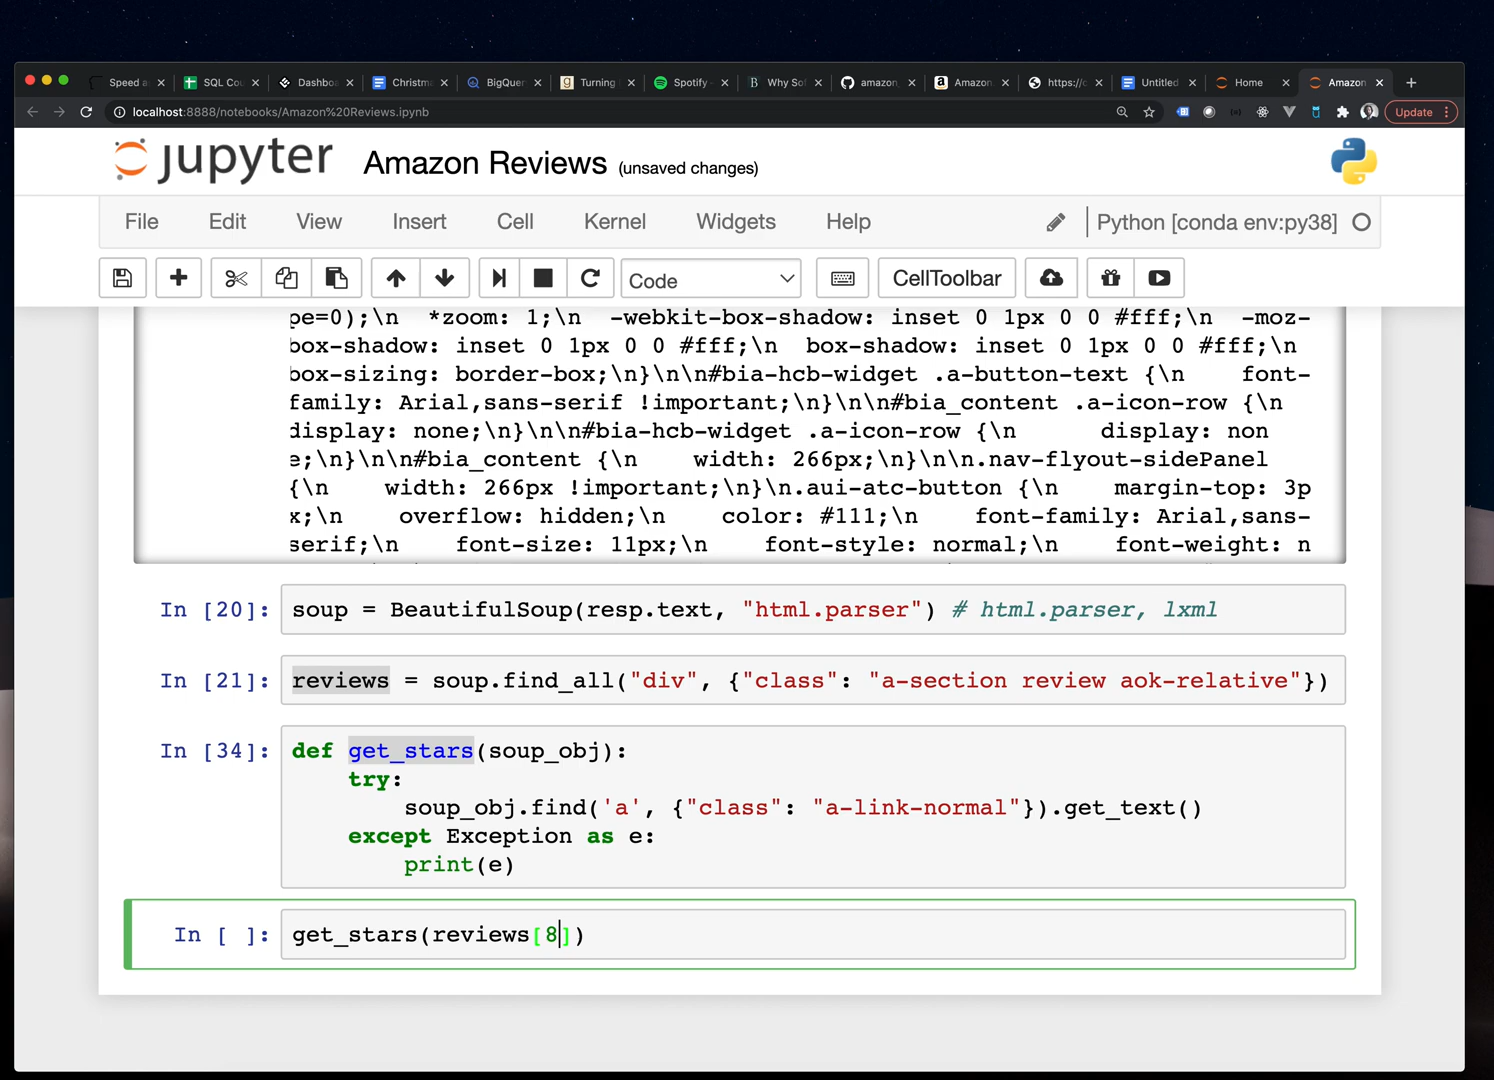 Speed a
SQL Cou
Dashbo
Christm
BigQuer
Turning
Spotify
Why Sof
amazon
Amazon
https://c
Untitled
Home
Amazon
localhost:8888/notebooks/Amazon%20Reviews.ipynb
Update
jupyter Amazon Reviews (unsaved changes)
File Edit View Insert Cell Kernel Widgets Help Python [conda env:py38]
Code CellToolbar
pe=0);\n  *zoom: 1;\n  -webkit-box-shadow: inset 0 1px 0 0 #fff;\n  -moz-
box-shadow: inset 0 1px 0 0 #fff;\n  box-shadow: inset 0 1px 0 0 #fff;\n
box-sizing: border-box;\n}\n\n#bia-hcb-widget .a-button-text {\n    font-
family: Arial,sans-serif !important;\n}\n\n#bia_content .a-icon-row {\n
display: none;\n}\n\n#bia-hcb-widget .a-icon-row {\n      display: non
e;\n}\n\n#bia_content {\n    width: 266px;\n}\n\n.nav-flyout-sidePanel
{\n    width: 266px !important;\n}\n.aui-atc-button {\n    margin-top: 3p
x;\n    overflow: hidden;\n    color: #111;\n    font-family: Arial,sans-
serif;\n    font-size: 11px;\n    font-style: normal;\n    font-weight: n
In [20]: soup = BeautifulSoup(resp.text, "html.parser") # html.parser, lxml
In [21]: reviews = soup.find_all("div", {"class": "a-section review aok-relative"})
In [34]: def get_stars(soup_obj):
    try:
        soup_obj.find('a', {"class": "a-link-normal"}).get_text()
    except Exception as e:
        print(e)
In [ ]: get_stars(reviews[8])